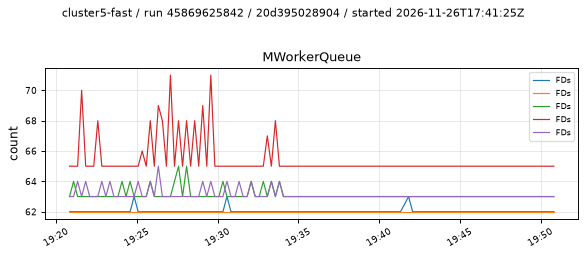 cluster5-fast / run 45869625842 / 20d395028904 / started 2026-11-26T17:41:25Z
MWorkerQueue
count
70
68
66
64
62
FDs
FDs
FDs
FDs
FDs
19:20
19:25
19:30
19:35
19:40
19:45
19:50